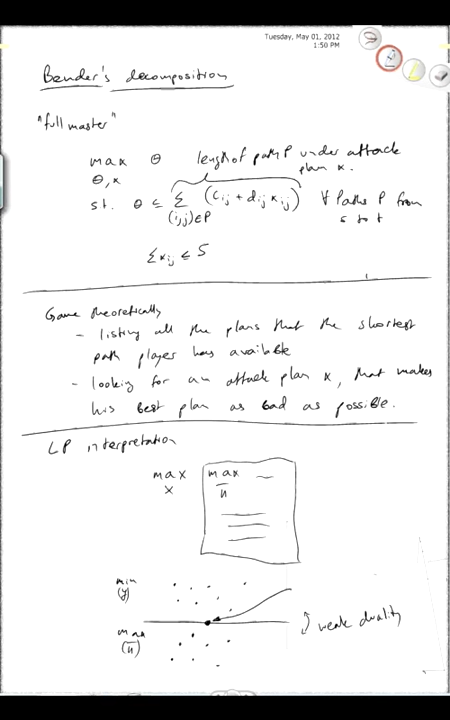 Tuesday, May 01, 2012
1:50 PM
Bender's decomposition
"full master"
max θ length of path P under attack
θ, x plan x.
st. θ ≤ Σ (c_ij + d_ij x_ij) ∀ Paths P from
(i,j)∈P s to t
Σx_ij ≤ S
Game theoretically
- listing all the plans that the shortest
path player has available
- looking for an attack plan x, that makes
his best plan as bad as possible.
LP interpretation
max max
x π
min
(y)
weak duality
max
(π)